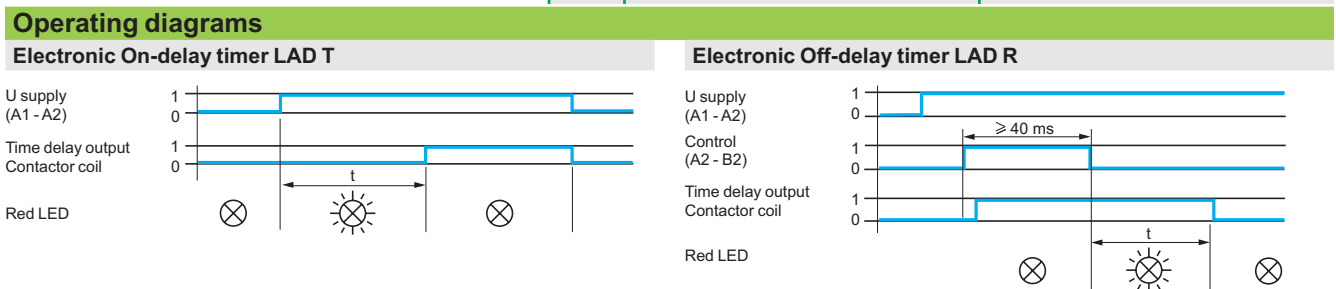 Operating diagrams
Electronic On-delay timer LAD T
U supply
(A1 - A2)
1
0
Time delay output
Contactor coil
1
0
t
Red LED
Electronic Off-delay timer LAD R
U supply
(A1 - A2)
1
0
Control
(A2 - B2)
1
0
⩾ 40 ms
Time delay output
Contactor coil
1
0
t
Red LED